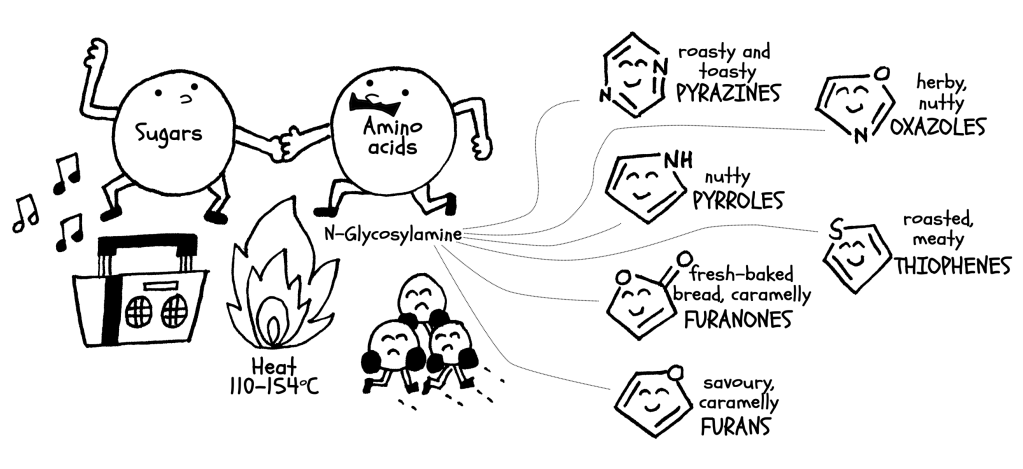 Sugars
Amino
acids
N-Glycosylamine
Heat
110–154°C
roasty and
toasty
PYRAZINES
N
N
herby,
nutty
OXAZOLES
O
N
nutty
PYRROLES
NH
roasted,
meaty
THIOPHENES
S
fresh-baked
bread, caramelly
FURANONES
O
O
savoury,
caramelly
FURANS
O